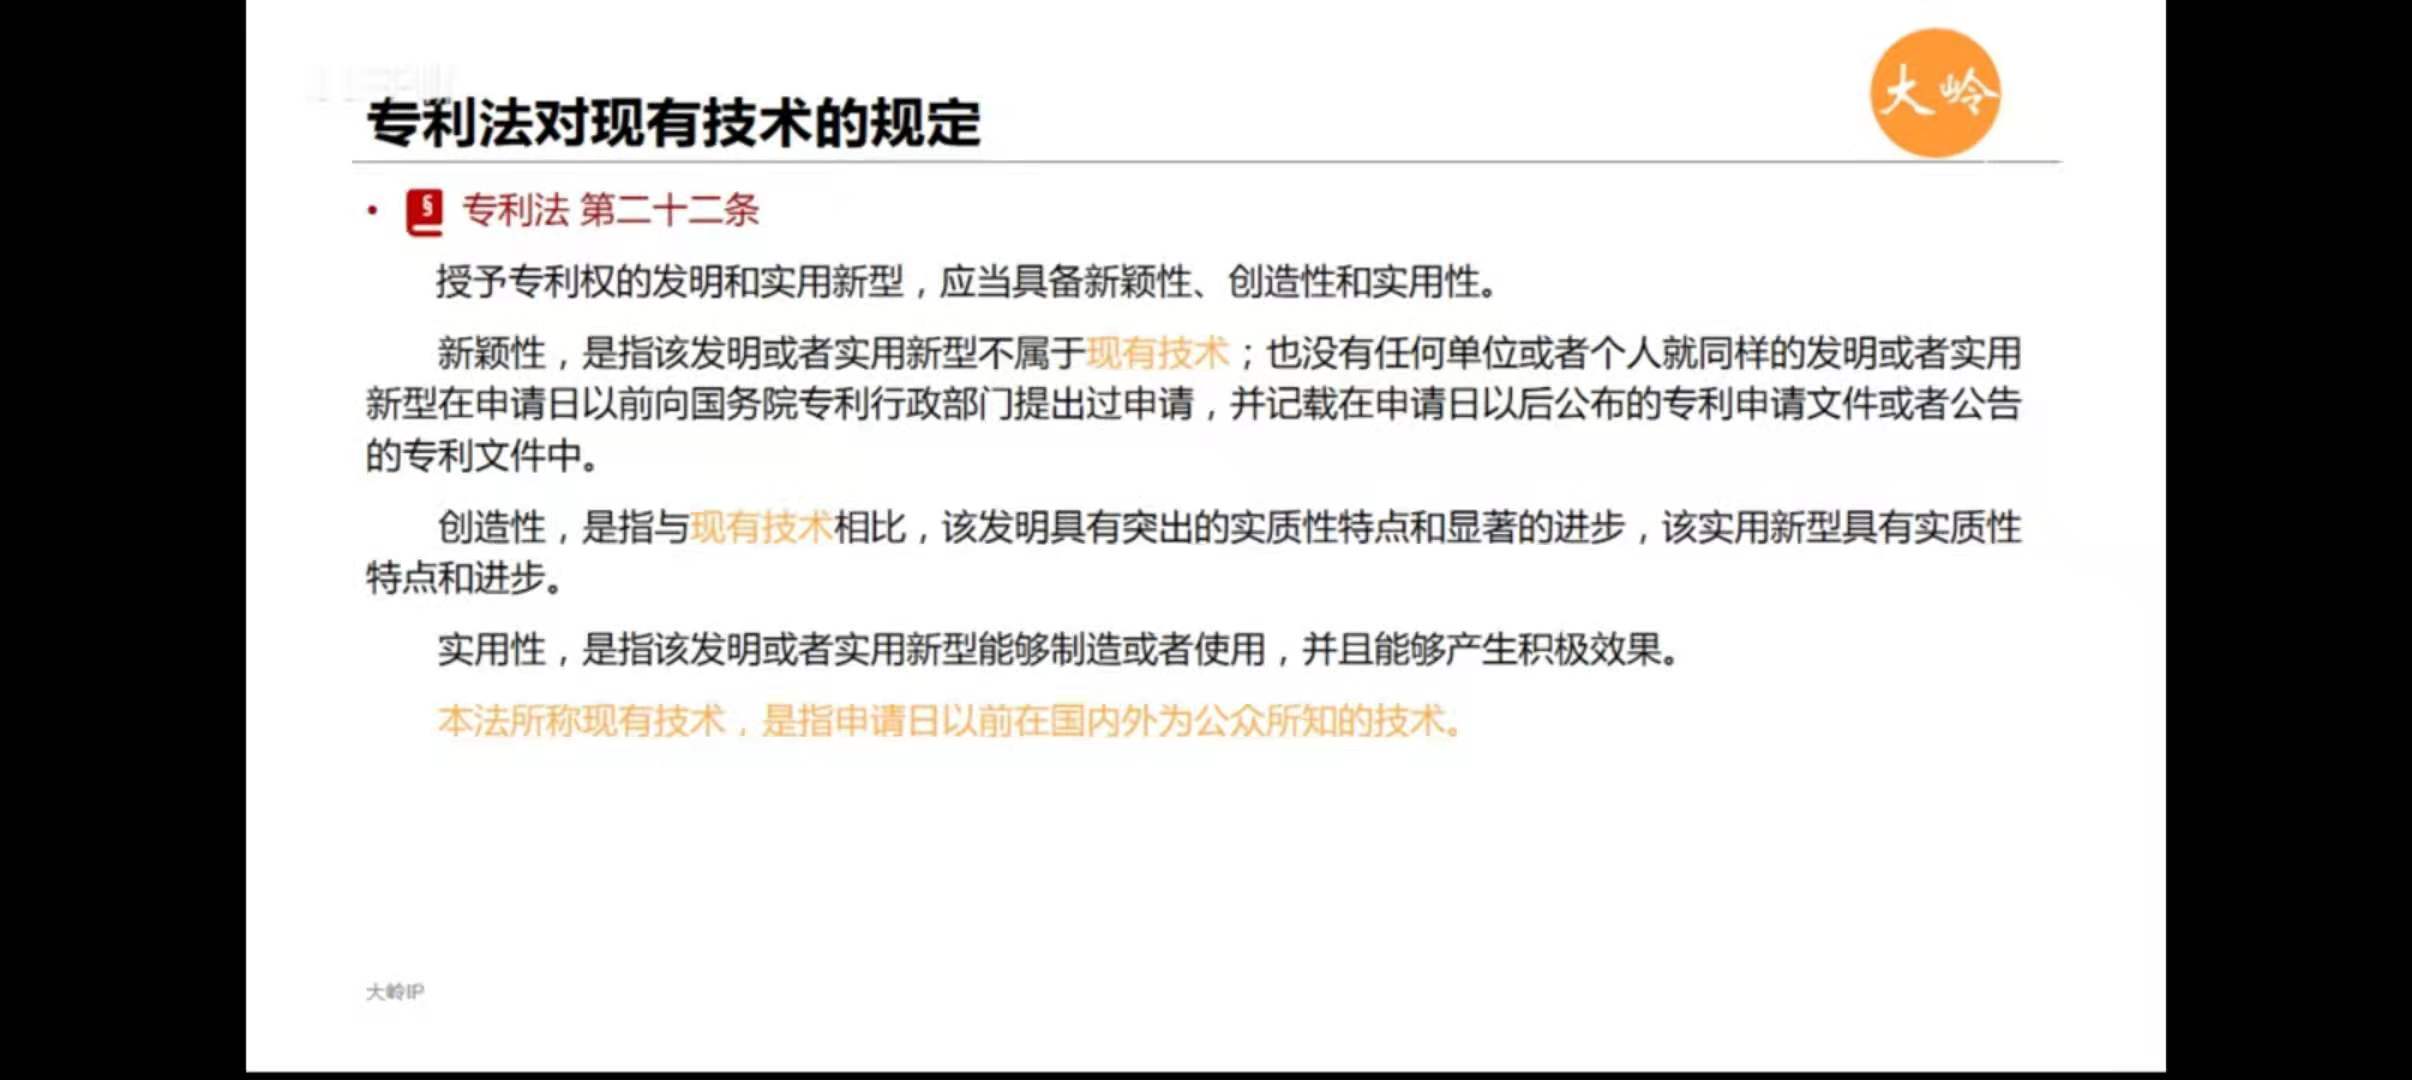 大岭
专利法对现有技术的规定
• § 专利法 第二十二条
授予专利权的发明和实用新型，应当具备新颖性、创造性和实用性。
新颖性，是指该发明或者实用新型不属于现有技术；也没有任何单位或者个人就同样的发明或者实用
新型在申请日以前向国务院专利行政部门提出过申请，并记载在申请日以后公布的专利申请文件或者公告
的专利文件中。
创造性，是指与现有技术相比，该发明具有突出的实质性特点和显著的进步，该实用新型具有实质性
特点和进步。
实用性，是指该发明或者实用新型能够制造或者使用，并且能够产生积极效果。
本法所称现有技术，是指申请日以前在国内外为公众所知的技术。
大岭IP